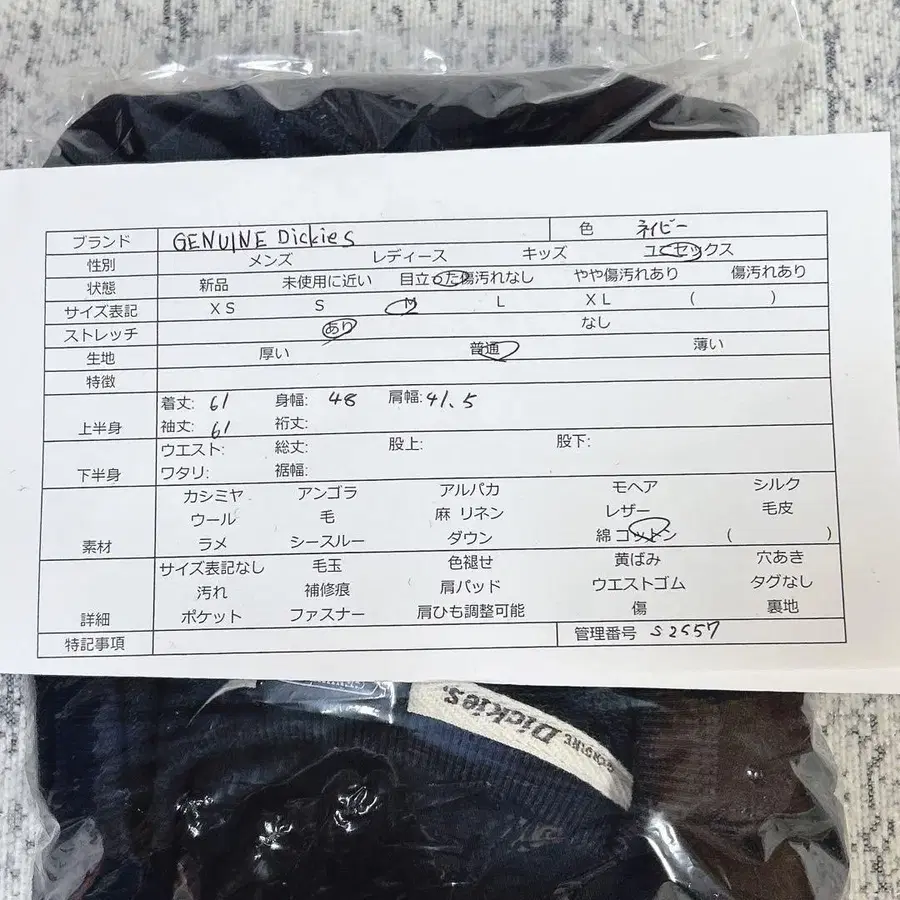 ブランド GENUINE Dickies 色 ネイビー
性別 メンズ レディース キッズ ユニセックス
状態 新品 未使用に近い 目立った傷汚れなし やや傷汚れあり 傷汚れあり
サイズ表記 XS S M L XL ( )
ストレッチ あり なし
生地 厚い 普通 薄い
特徴
上半身 着丈: 61 身幅: 48 肩幅: 41.5
袖丈: 61 裄丈:
下半身 ウエスト: 総丈: 股上: 股下:
ワタリ: 裾幅:
素材 カシミヤ アンゴラ アルパカ モヘア シルク
ウール 毛 麻 リネン レザー 毛皮
ラメ シースルー ダウン 綿 コットン ( )
詳細 サイズ表記なし 毛玉 色褪せ 黄ばみ 穴あき
汚れ 補修痕 肩パッド ウエストゴム タグなし
ポケット ファスナー 肩ひも調整可能 傷 裏地
特記事項 管理番号 S2557
GENUINE Dickies.